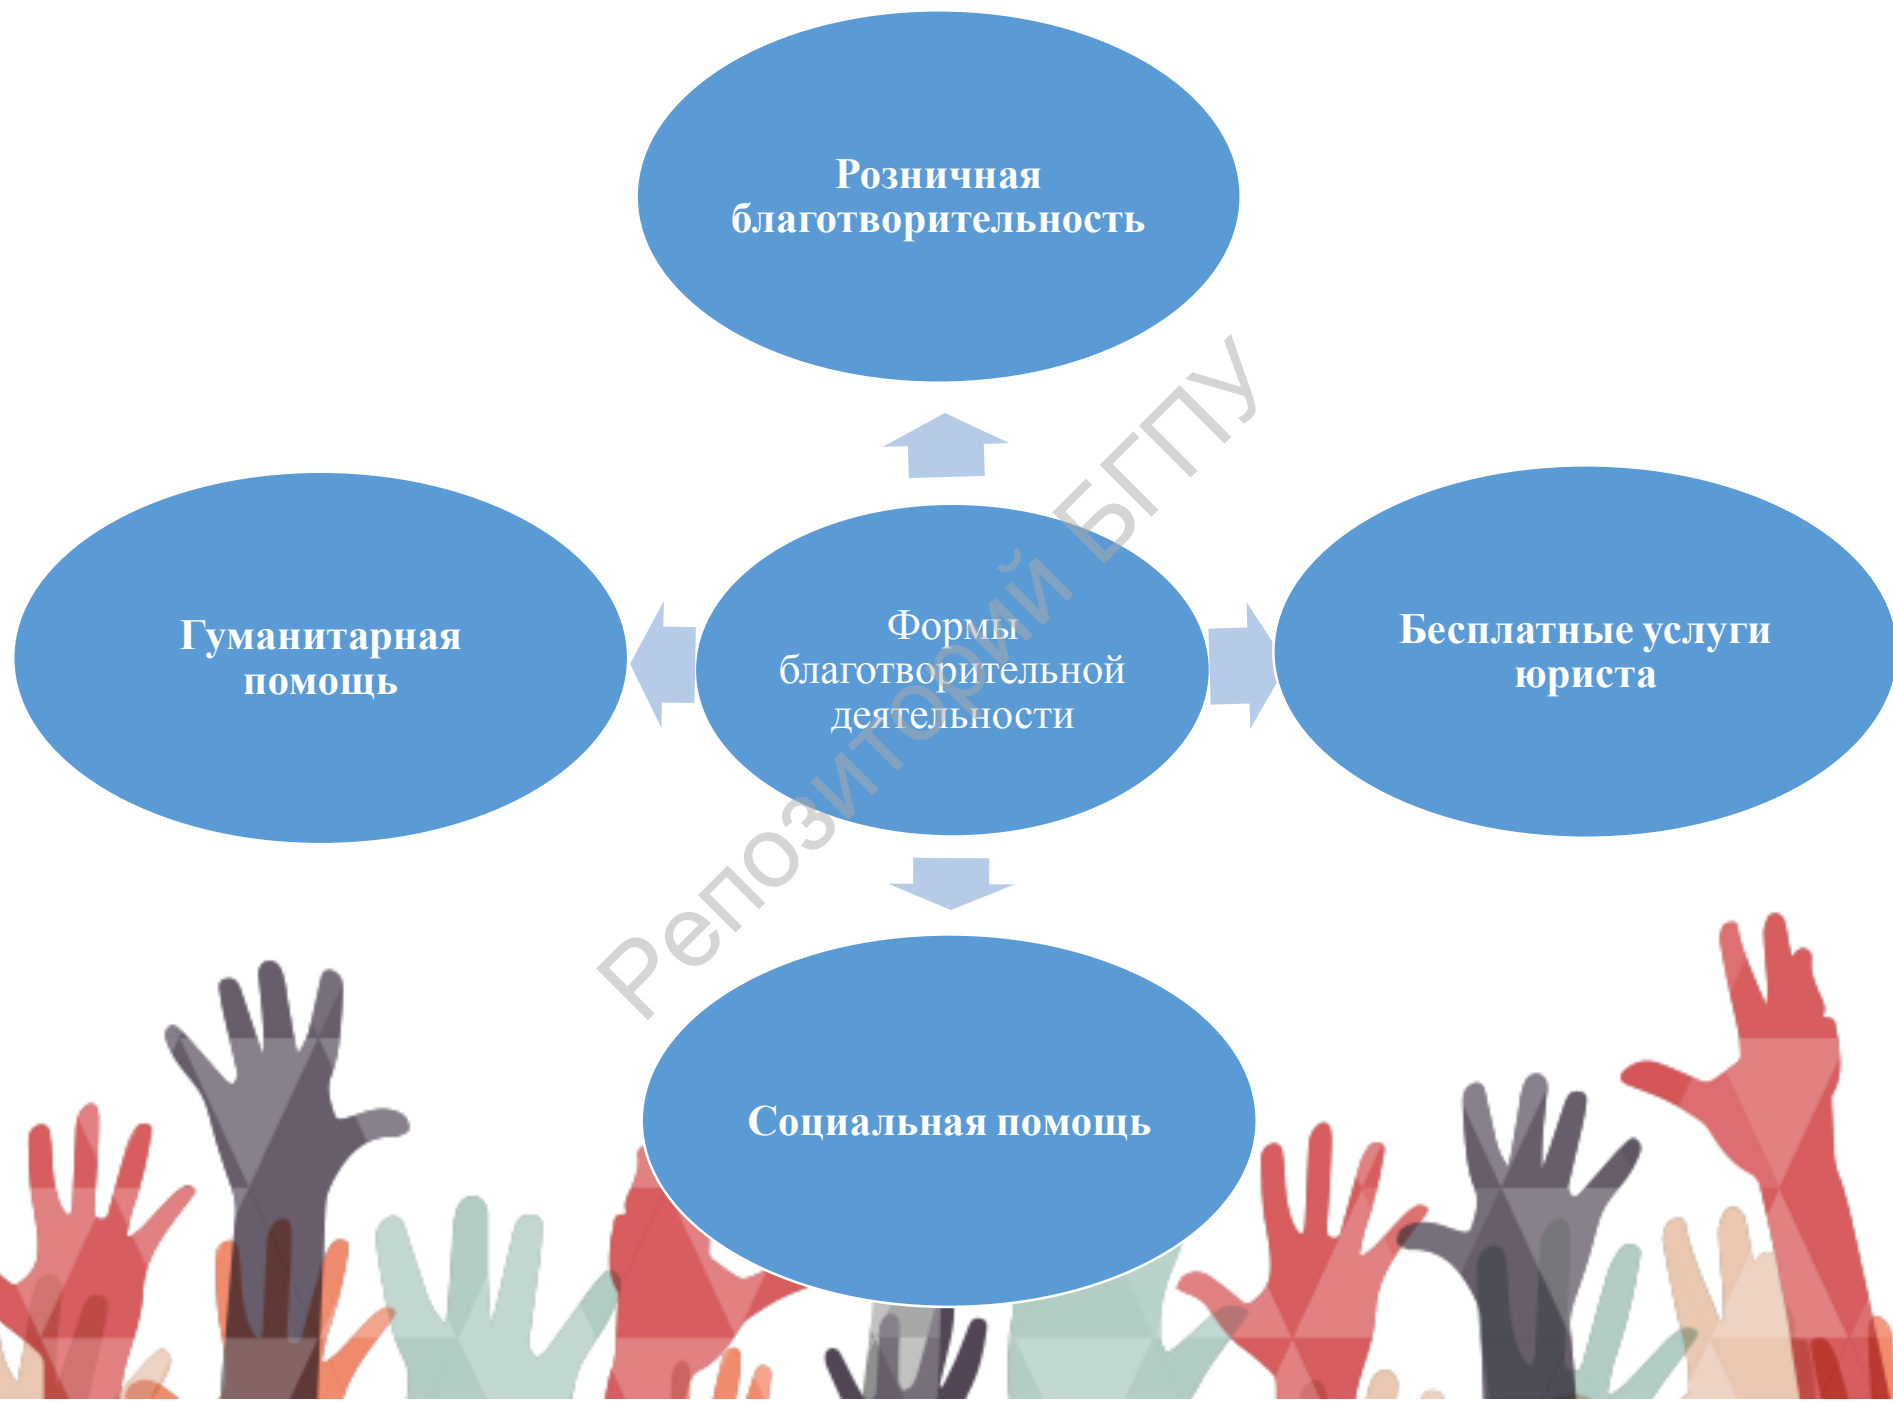 Розничная
благотворительность
Гуманитарная
помощь
Формы
благотворительной
деятельности
Бесплатные услуги
юриста
Социальная помощь
Репозиторий БГПУ